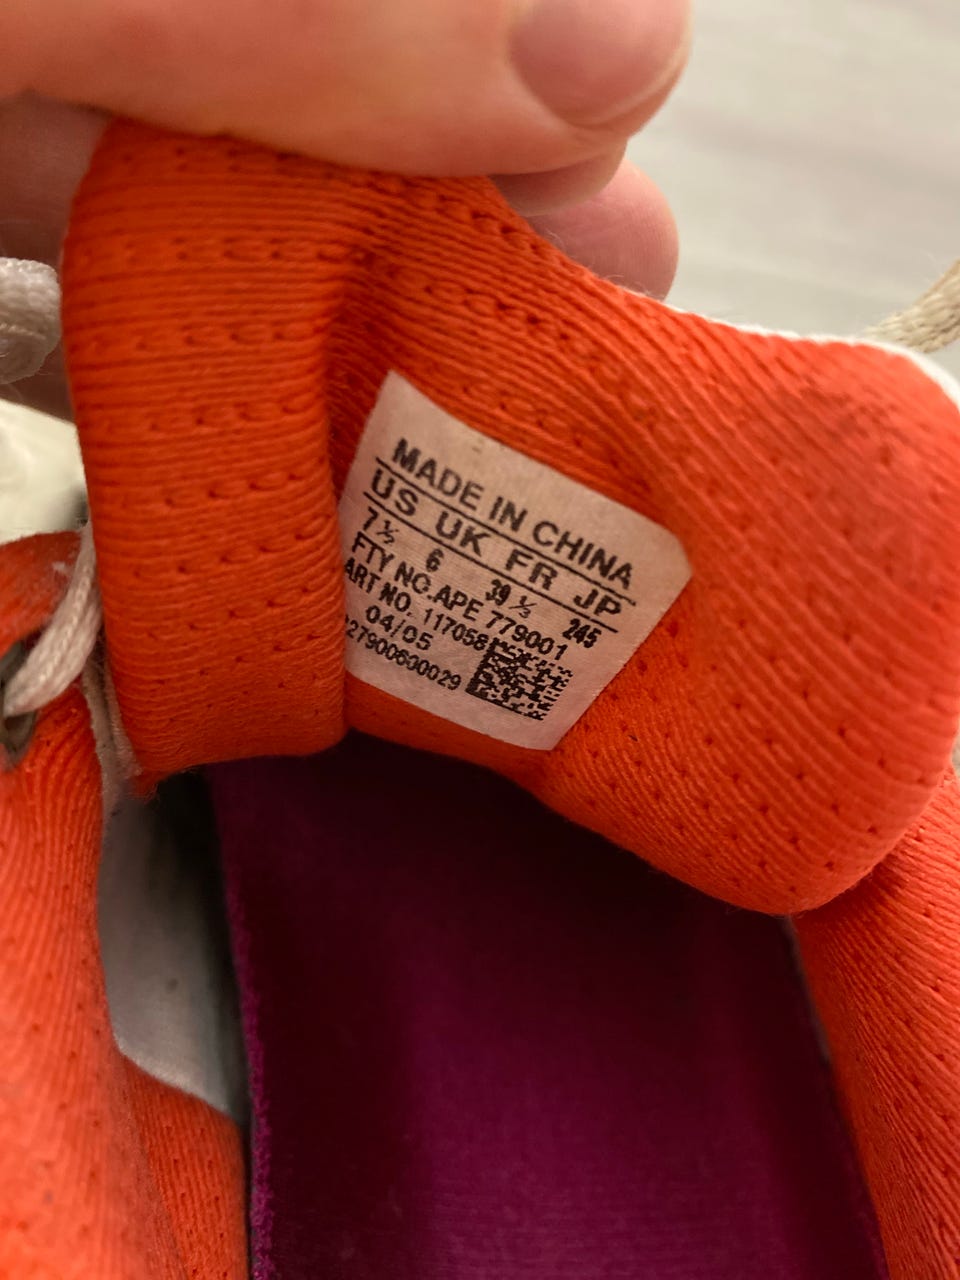 MADE IN CHINA
US UK FR JP
7½ 6 39⅓ 245
FTY NO. APE 779001
ART NO. 117058
04/05
27900600029